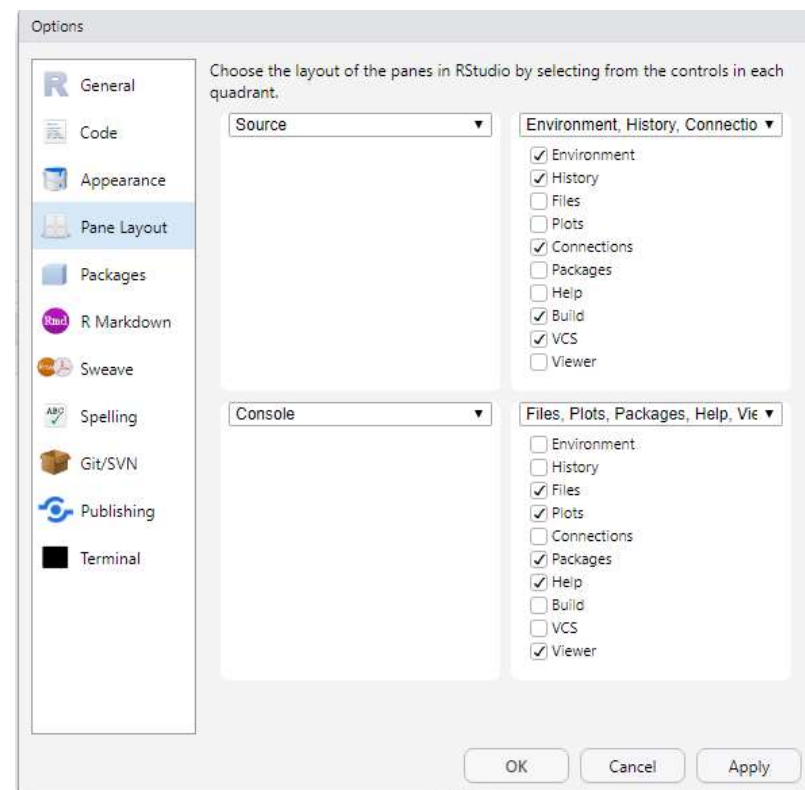 Options
General
Code
Appearance
Pane Layout
Packages
R Markdown
Sweave
Spelling
Git/SVN
Publishing
Terminal
Choose the layout of the panes in RStudio by selecting from the controls in each
quadrant.
Source
Environment, History, Connectio
Environment
History
Files
Plots
Connections
Packages
Help
Build
VCS
Viewer
Console
Files, Plots, Packages, Help, Vie
Environment
History
Files
Plots
Connections
Packages
Help
Build
VCS
Viewer
OK
Cancel
Apply